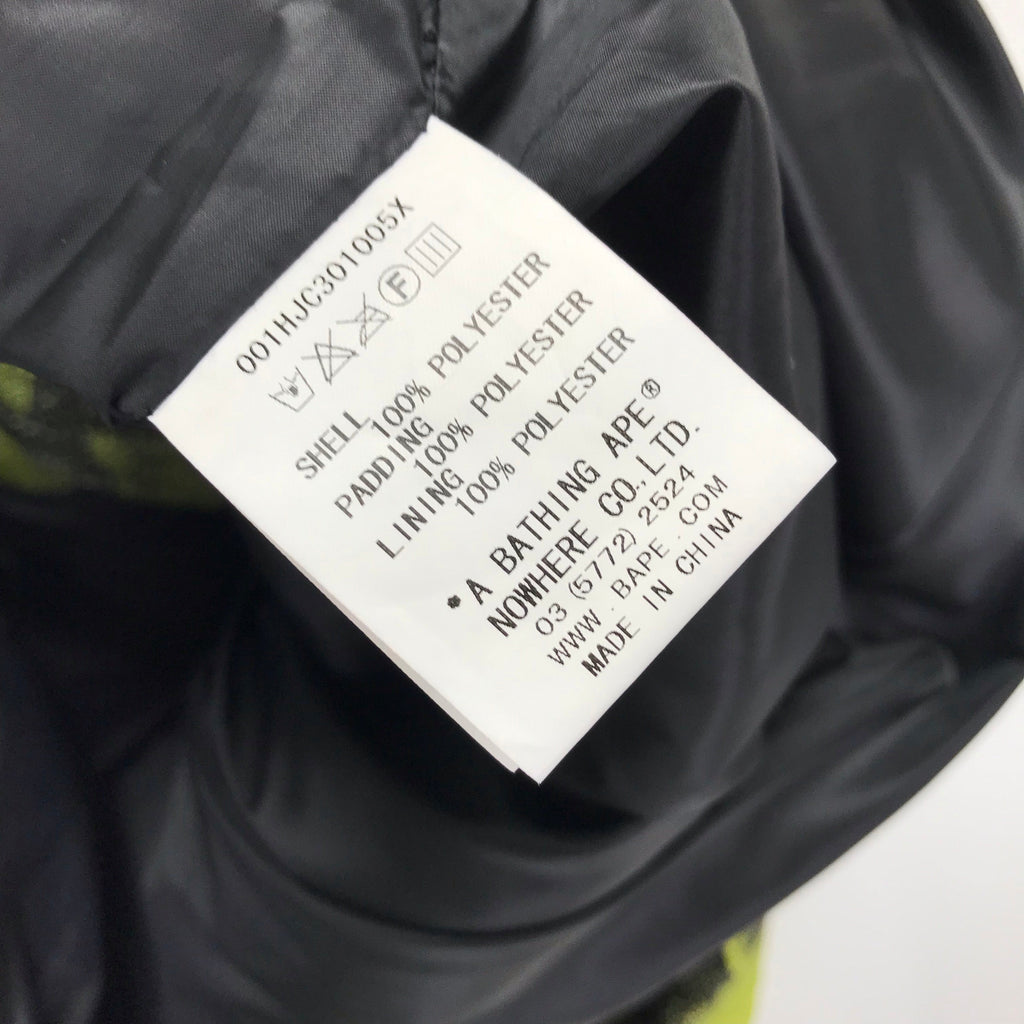 001HJC301005X
F
SHELL
100% POLYESTER
PADDING
100% POLYESTER
LINING
100% POLYESTER
*A BATHING APE®
NOWHERE CO., LTD.
03 (5772) 2524
WWW.BAPE.COM
MADE IN CHINA